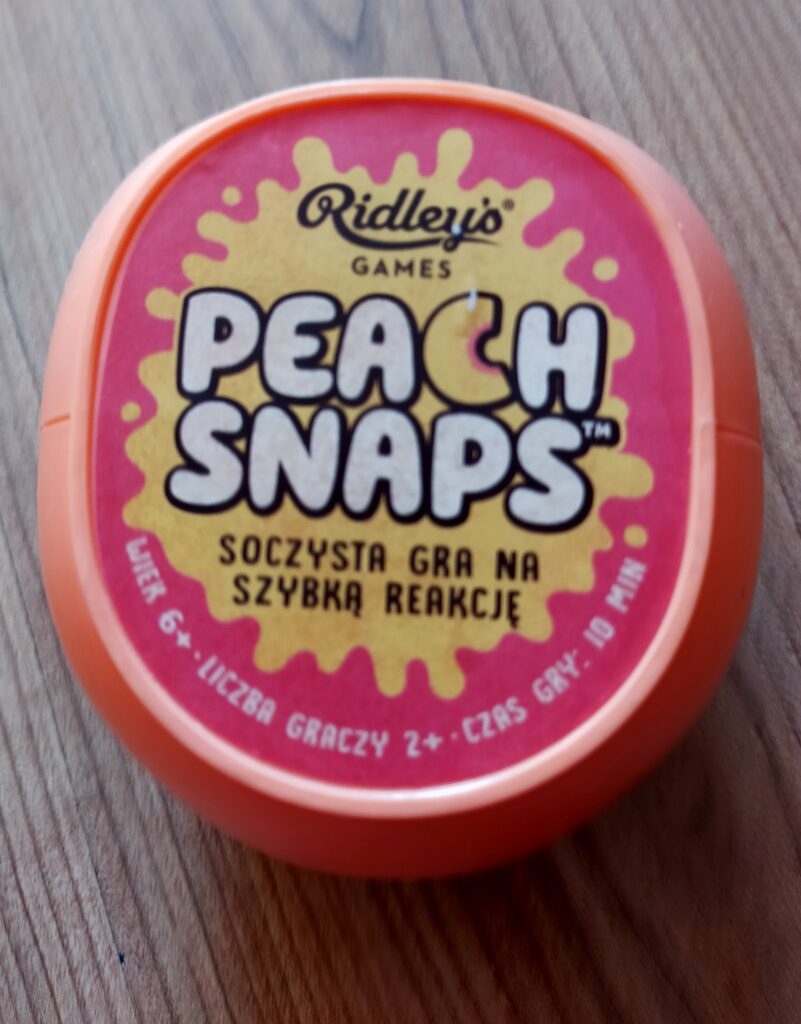 Ridley's®
GAMES
PEACH
SNAPS™
SOCZYSTA GRA NA
SZYBKĄ REAKCJĘ
WIEK 6+ · LICZBA GRACZY 2+ · CZAS GRY: 10 MIN